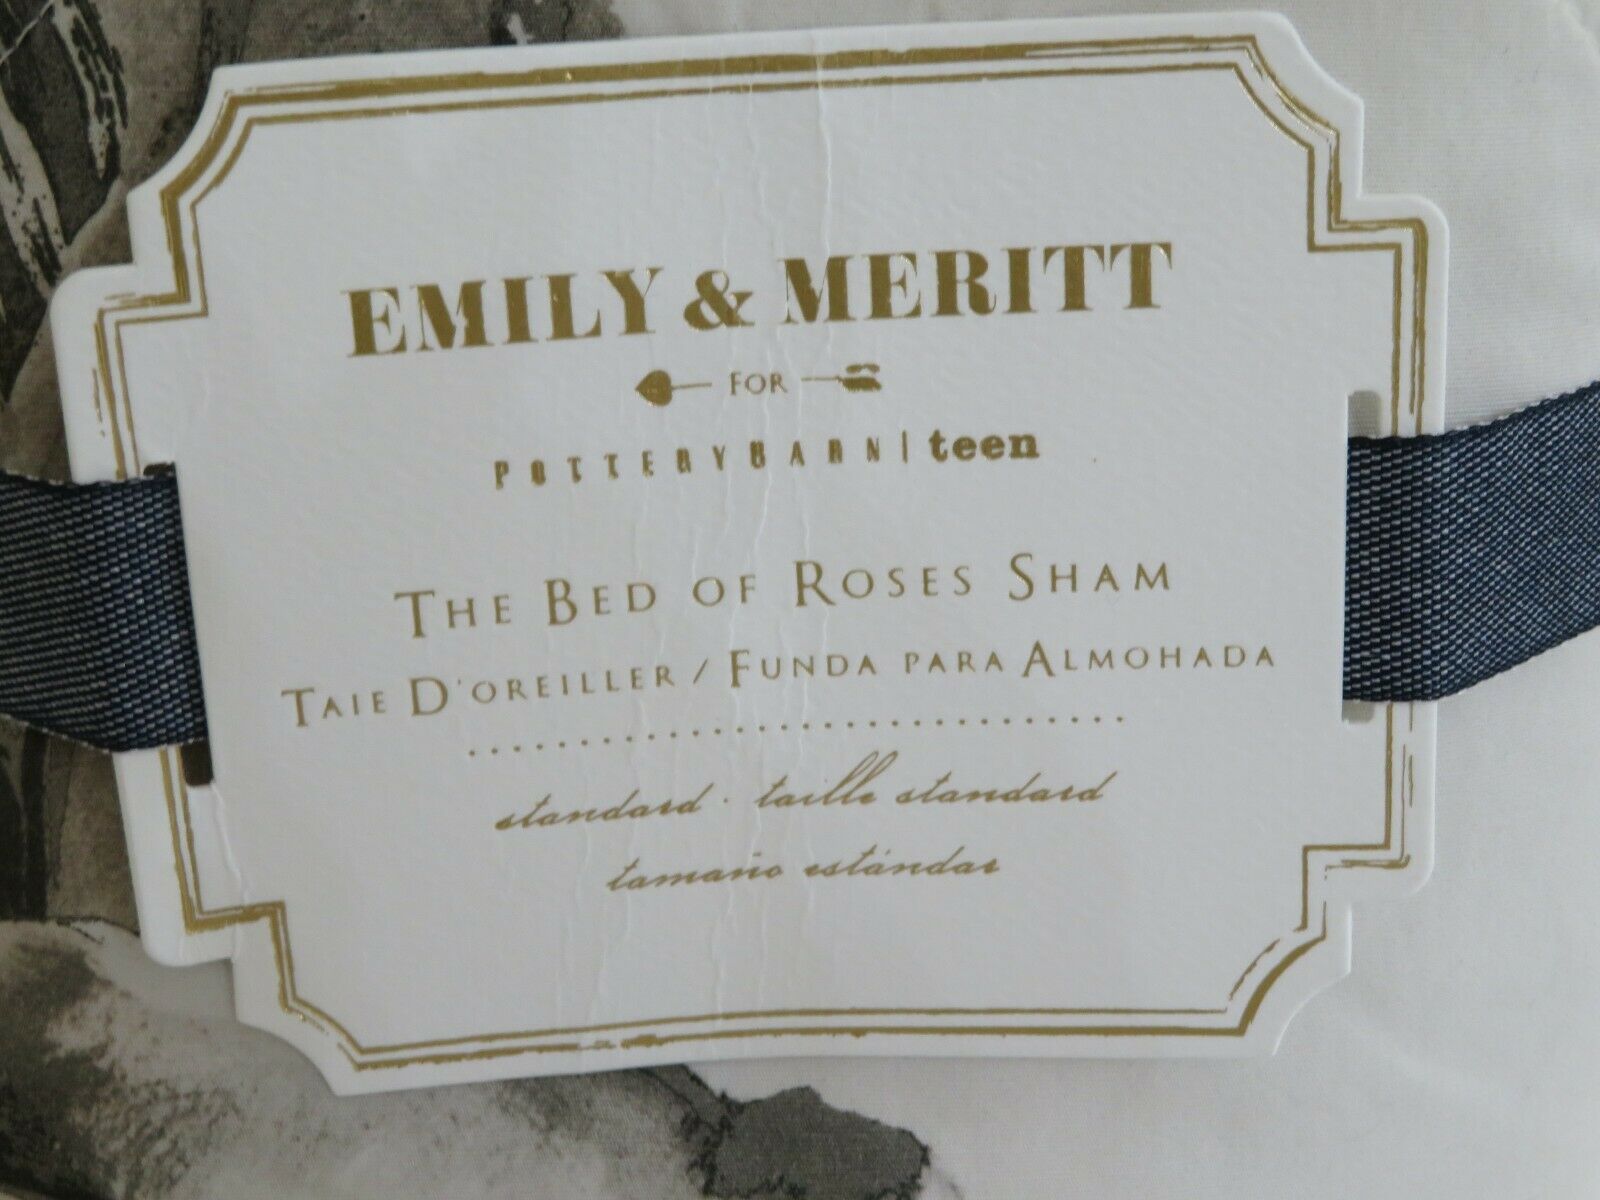 EMILY & MERITT
FOR
POTTERYBARN | teen
THE BED OF ROSES SHAM
TAIE D'OREILLER / FUNDA PARA ALMOHADA
standard · taille standard
tamaño estándar